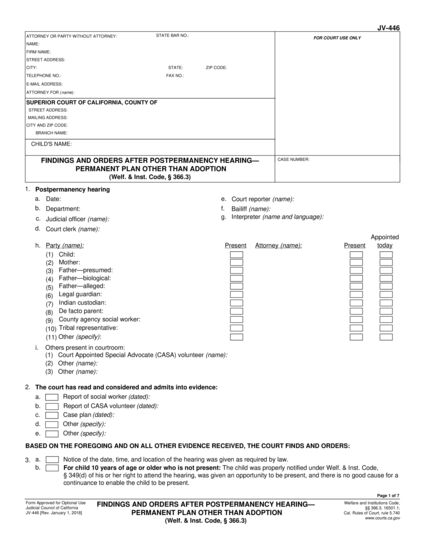 JV-446
ATTORNEY OR PARTY WITHOUT ATTORNEY: STATE BAR NO.:
FOR COURT USE ONLY
NAME:
FIRM NAME:
STREET ADDRESS:
CITY: STATE: ZIP CODE:
TELEPHONE NO.: FAX NO.:
E-MAIL ADDRESS:
ATTORNEY FOR (name):
SUPERIOR COURT OF CALIFORNIA, COUNTY OF
STREET ADDRESS:
MAILING ADDRESS:
CITY AND ZIP CODE:
BRANCH NAME:
CHILD'S NAME:
FINDINGS AND ORDERS AFTER POSTPERMANENCY HEARING—
PERMANENT PLAN OTHER THAN ADOPTION
(Welf. & Inst. Code, § 366.3)
CASE NUMBER:
1. Postpermanency hearing
a. Date:
b. Department:
c. Judicial officer (name):
d. Court clerk (name):
e. Court reporter (name):
f. Bailiff (name):
g. Interpreter (name and language):
h. Party (name): Present Attorney (name): Present Appointed today
(1) Child:
(2) Mother:
(3) Father—presumed:
(4) Father—biological:
(5) Father—alleged:
(6) Legal guardian:
(7) Indian custodian:
(8) De facto parent:
(9) County agency social worker:
(10) Tribal representative:
(11) Other (specify):
i. Others present in courtroom:
(1) Court Appointed Special Advocate (CASA) volunteer (name):
(2) Other (name):
(3) Other (name):
2. The court has read and considered and admits into evidence:
a. Report of social worker (dated):
b. Report of CASA volunteer (dated):
c. Case plan (dated):
d. Other (specify):
e. Other (specify):
BASED ON THE FOREGOING AND ON ALL OTHER EVIDENCE RECEIVED, THE COURT FINDS AND ORDERS:
3. a. Notice of the date, time, and location of the hearing was given as required by law.
b. For child 10 years of age or older who is not present: The child was properly notified under Welf. & Inst. Code,
§ 349(d) of his or her right to attend the hearing, was given an opportunity to be present, and there is no good cause for a
continuance to enable the child to be present.
Page 1 of 7
Form Approved for Optional Use
Judicial Council of California
JV-446 [Rev. January 1, 2018]
FINDINGS AND ORDERS AFTER POSTPERMANENCY HEARING—
PERMANENT PLAN OTHER THAN ADOPTION
(Welf. & Inst. Code, § 366.3)
Welfare and Institutions Code,
§§ 366.3, 16501.1;
Cal. Rules of Court, rule 5.740
www.courts.ca.gov